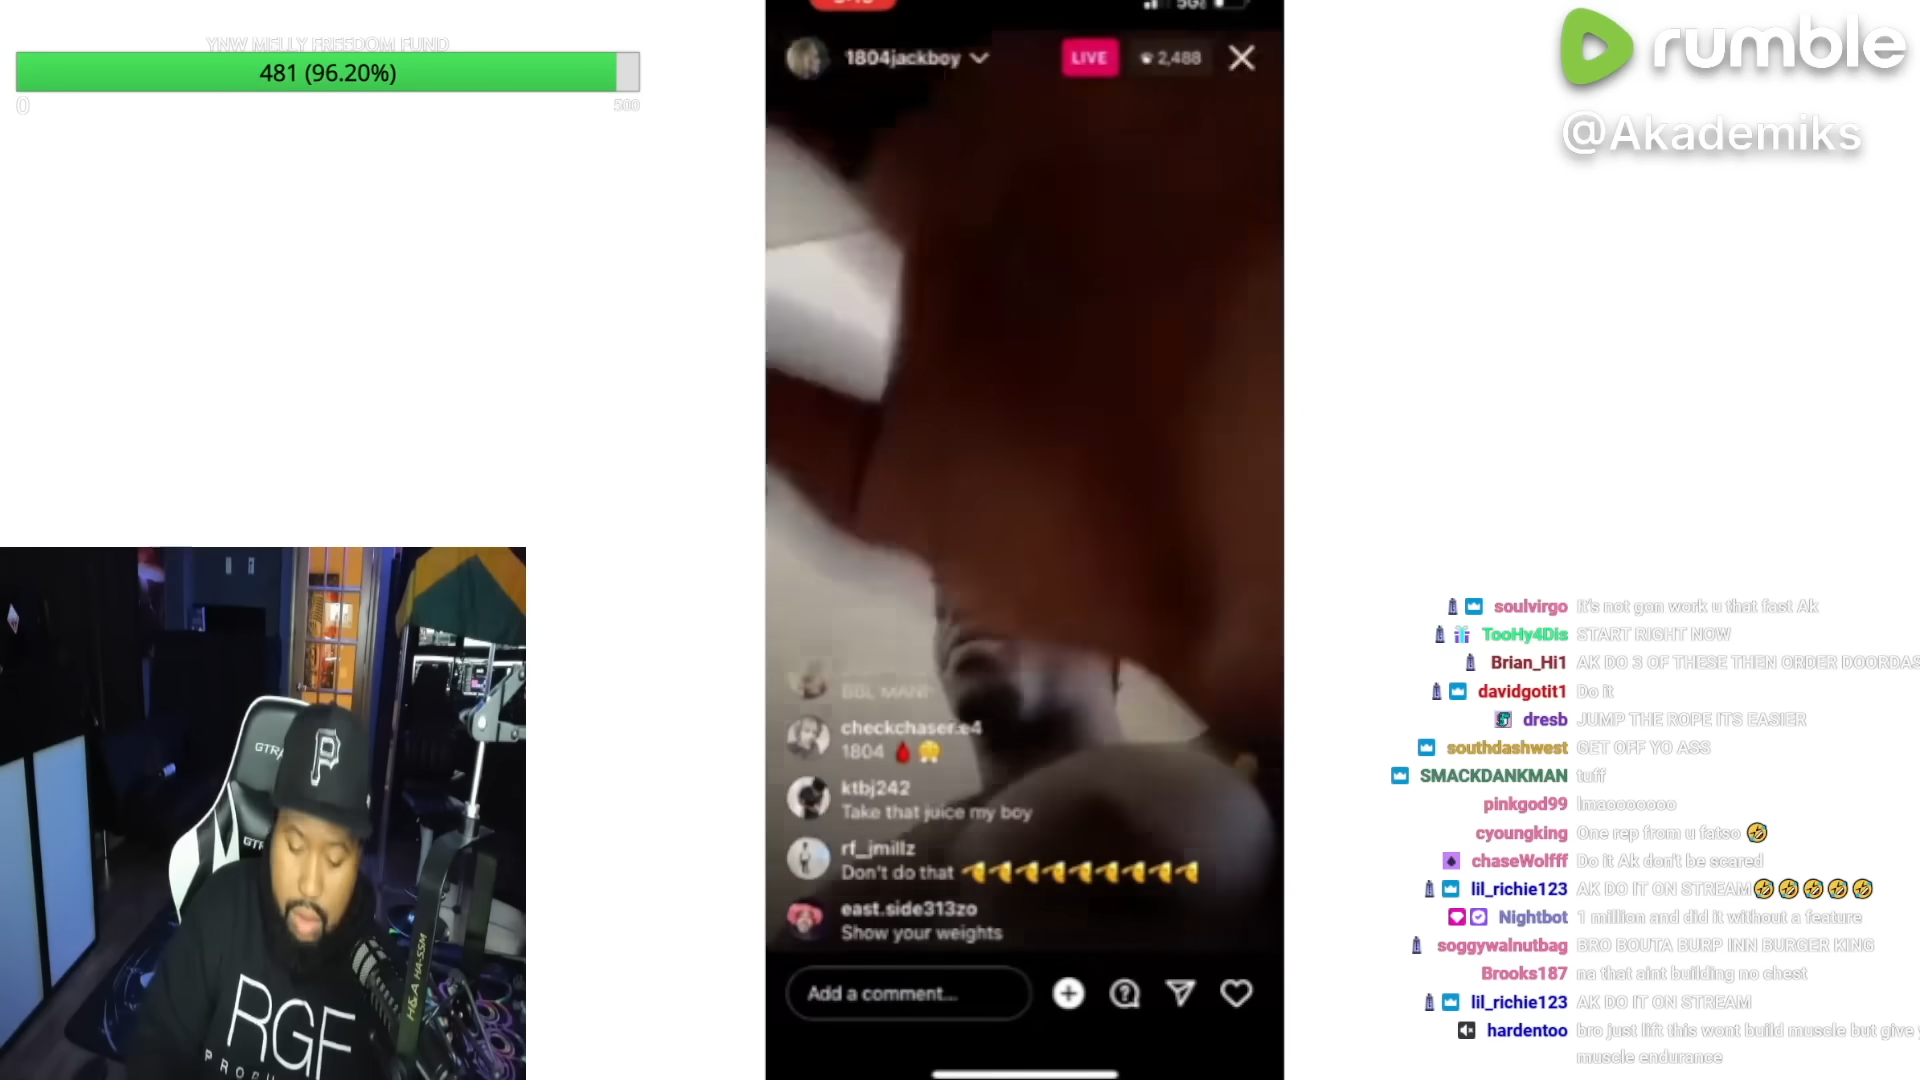 YNW MELLY FREEDOM FUND
481 (96.20%)
0
500
1804jackboy
LIVE
2,488
BBL MAN
checkchaser.e4
1804
ktbj242
Take that juice my boy
rf_jmillz
Don't do that
east.side313zo
Show your weights
Add a comment...
rumble
@Akademiks
soulvirgo It's not gon work u that fast Ak
TooHy4Dis START RIGHT NOW
Brian_Hi1 AK DO 3 OF THESE THEN ORDER DOORDAS
davidgotit1 Do it
dresb JUMP THE ROPE ITS EASIER
southdashwest GET OFF YO ASS
SMACKDANKMAN tuff
pinkgod99 lmaooooooo
cyoungking One rep from u fatso 🤣
chaseWolfff Do it Ak don't be scared
lil_richie123 AK DO IT ON STREAM🤣🤣🤣🤣🤣
Nightbot 1 million and did it without a feature
soggywalnutbag BRO BOUTA BURP INN BURGER KING
Brooks187 na that aint building no chest
lil_richie123 AK DO IT ON STREAM
hardentoo bro just lift this wont build muscle but give y
muscle endurance
GTR
GTR
P
H&A HA-SSM
RGF
PRODU